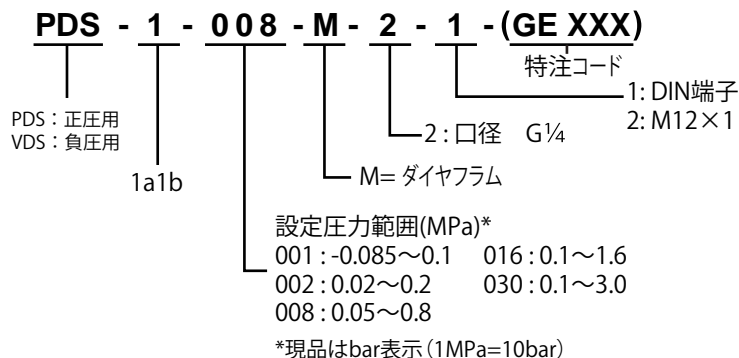 PDS - 1 - 008 - M - 2 - 1 - (GE XXX)
特注コード
1: DIN端子
2: M12×1
PDS：正圧用
VDS：負圧用
2 : 口径　G¼
1a1b
M= ダイヤフラム
設定圧力範囲(MPa)*
001 : -0.085〜0.1　016 : 0.1〜1.6
002 : 0.02〜0.2　030 : 0.1〜3.0
008 : 0.05〜0.8
*現品はbar表示（1MPa=10bar）